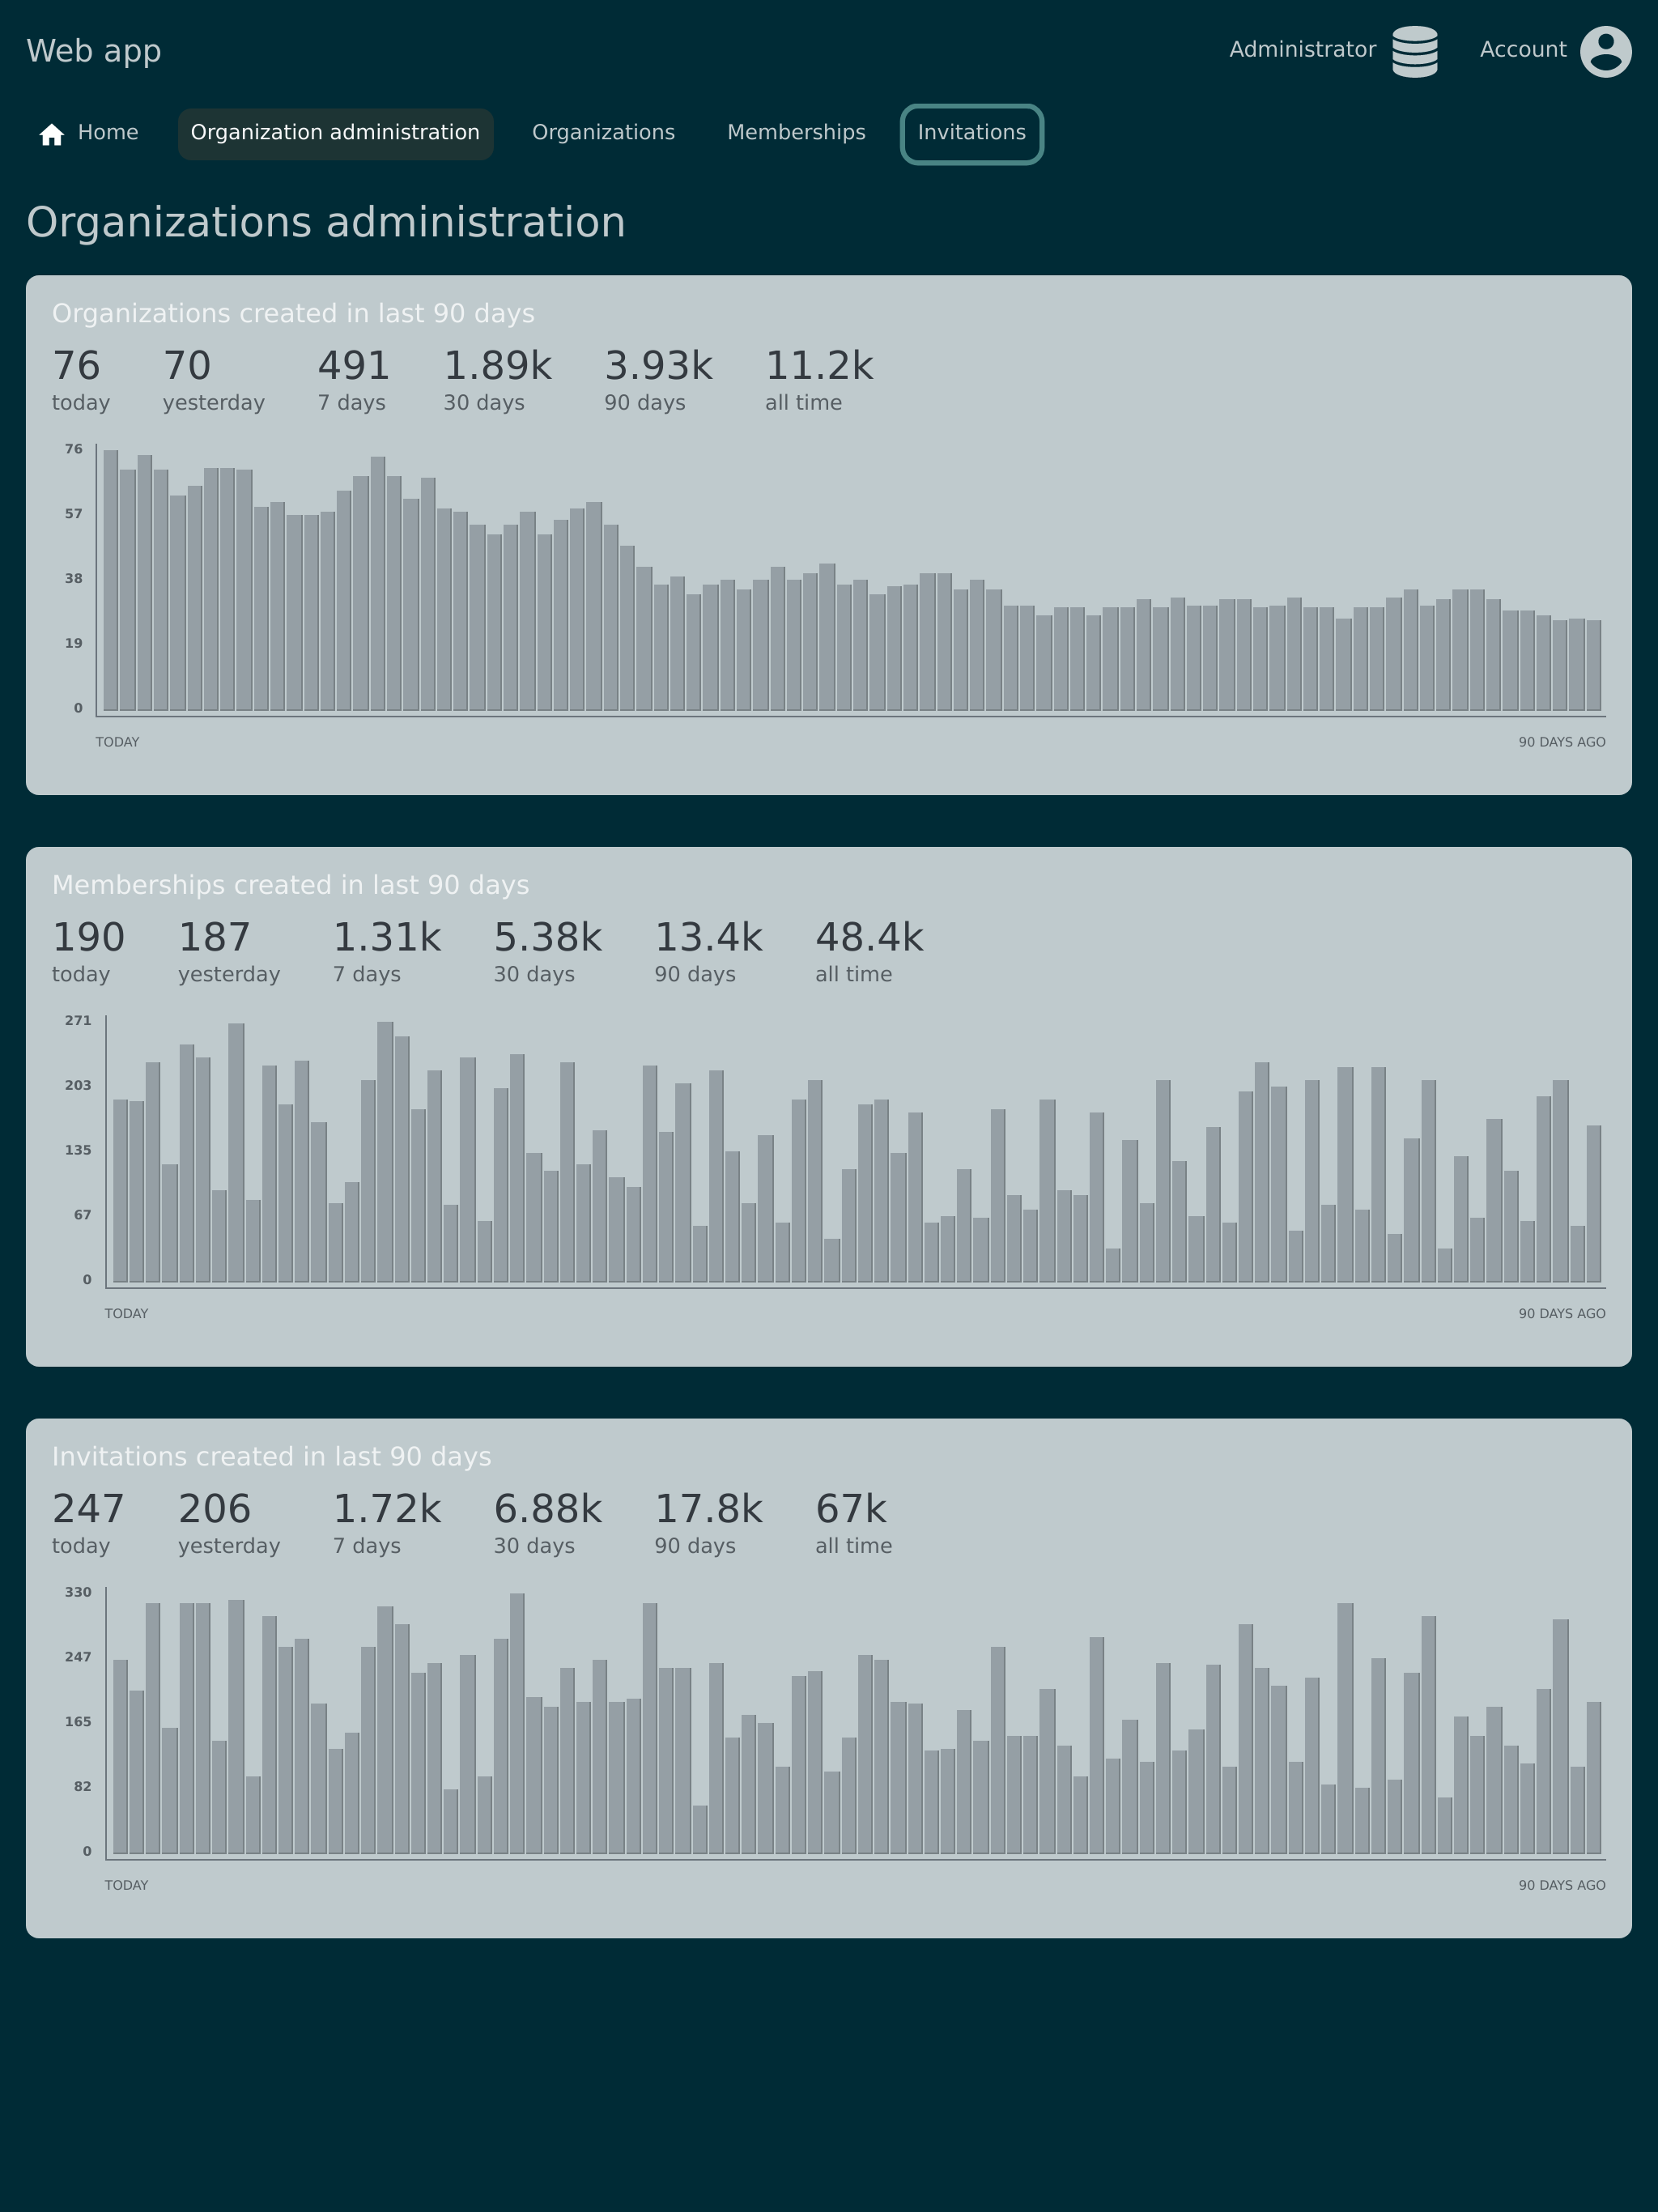 Web app
Administrator
Account
Home
Organization administration
Organizations
Memberships
Invitations
Organizations administration
Organizations created in last 90 days
76 70 491 1.89k 3.93k 11.2k
today yesterday 7 days 30 days 90 days all time
76
57
38
19
0
TODAY 90 DAYS AGO
Memberships created in last 90 days
190 187 1.31k 5.38k 13.4k 48.4k
today yesterday 7 days 30 days 90 days all time
271
203
135
67
0
TODAY 90 DAYS AGO
Invitations created in last 90 days
247 206 1.72k 6.88k 17.8k 67k
today yesterday 7 days 30 days 90 days all time
330
247
165
82
0
TODAY 90 DAYS AGO